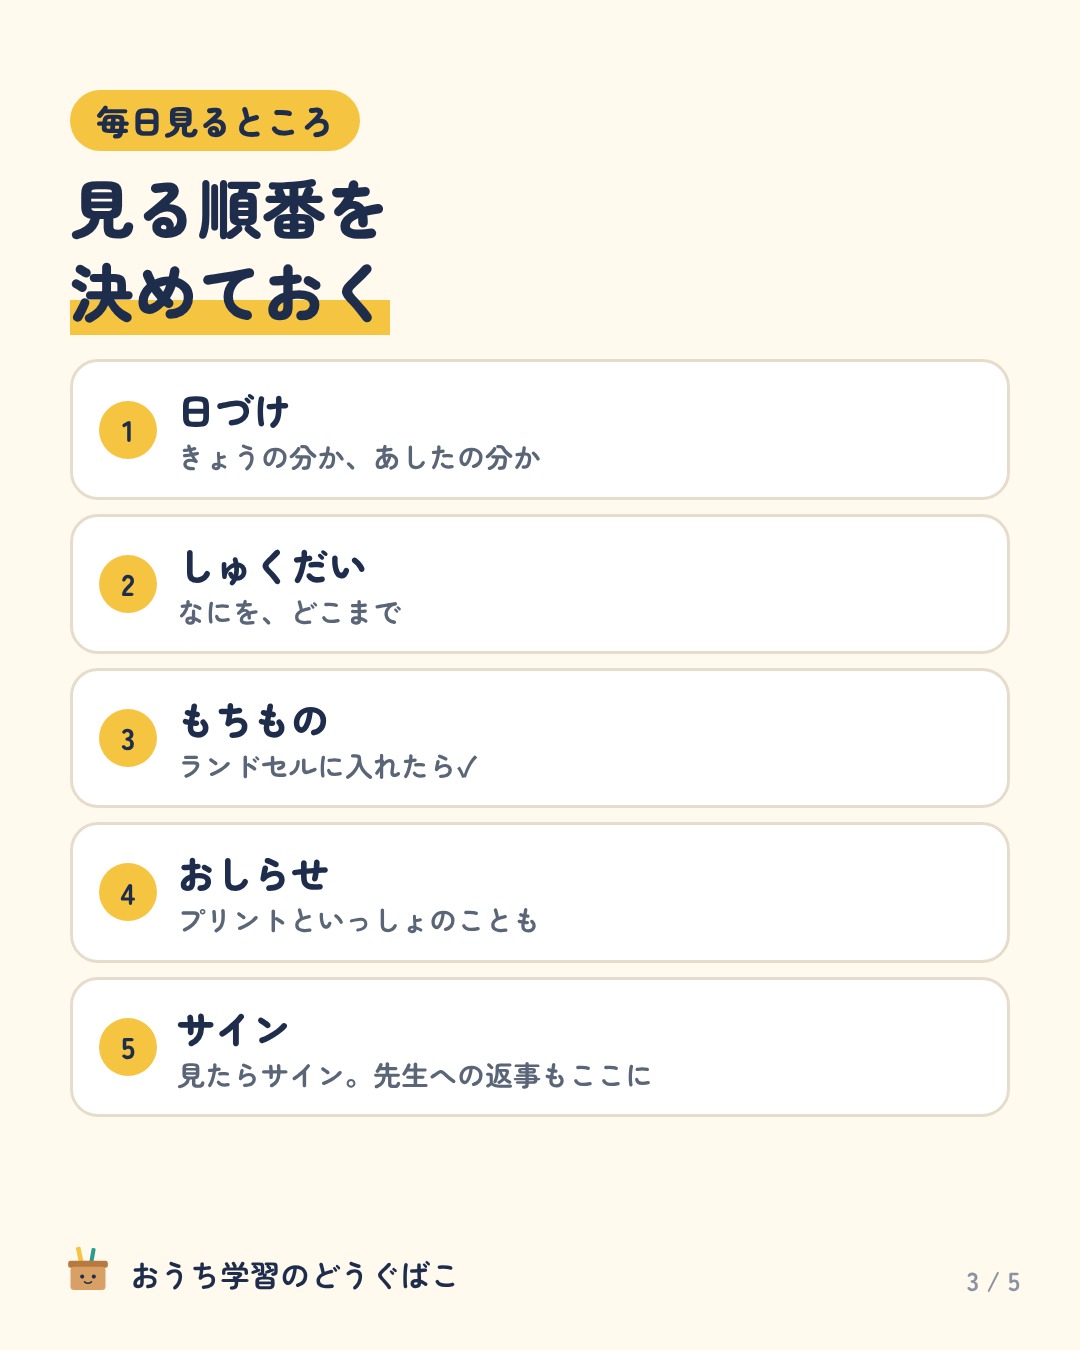 毎日見るところ
見る順番を
決めておく
1
日づけ
きょうの分か、あしたの分か
2
しゅくだい
なにを、どこまで
3
もちもの
ランドセルに入れたら✓
4
おしらせ
プリントといっしょのことも
5
サイン
見たらサイン。先生への返事もここに
おうち学習のどうぐばこ
3 / 5